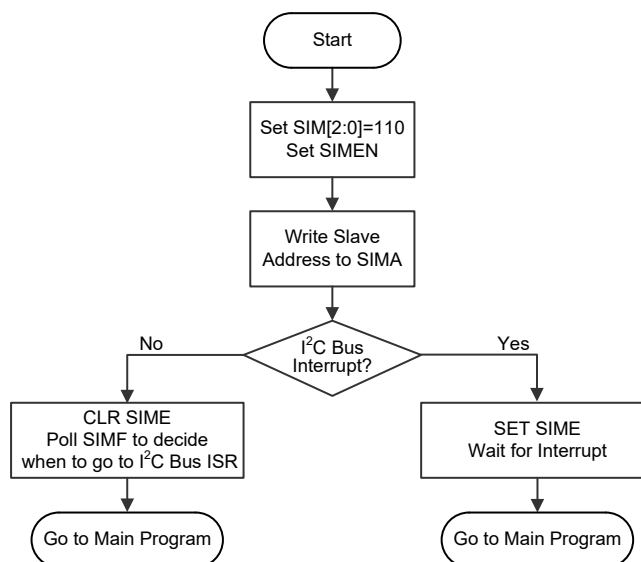 Start
Set SIM[2:0]=110
Set SIMEN
Write Slave
Address to SIMA
I²C Bus
Interrupt?
No
Yes
CLR SIME
Poll SIMF to decide
when to go to I²C Bus ISR
SET SIME
Wait for Interrupt
Go to Main Program
Go to Main Program